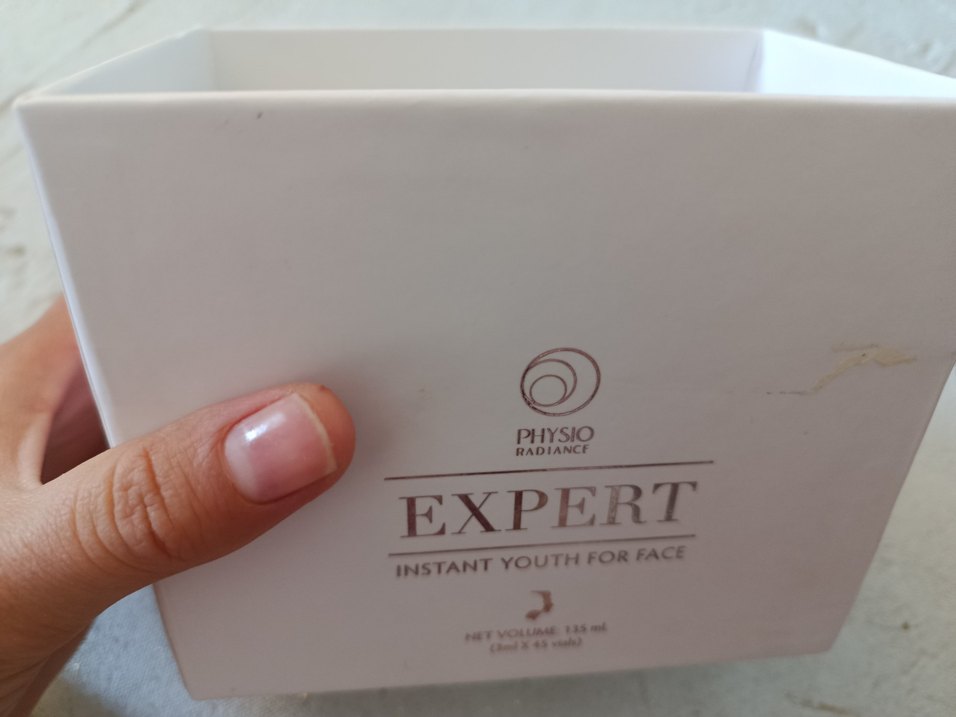 PHYSIO
RADIANCE
EXPERT
INSTANT YOUTH FOR FACE
NET VOLUME: 135 mL
(3ml X 45 vials)